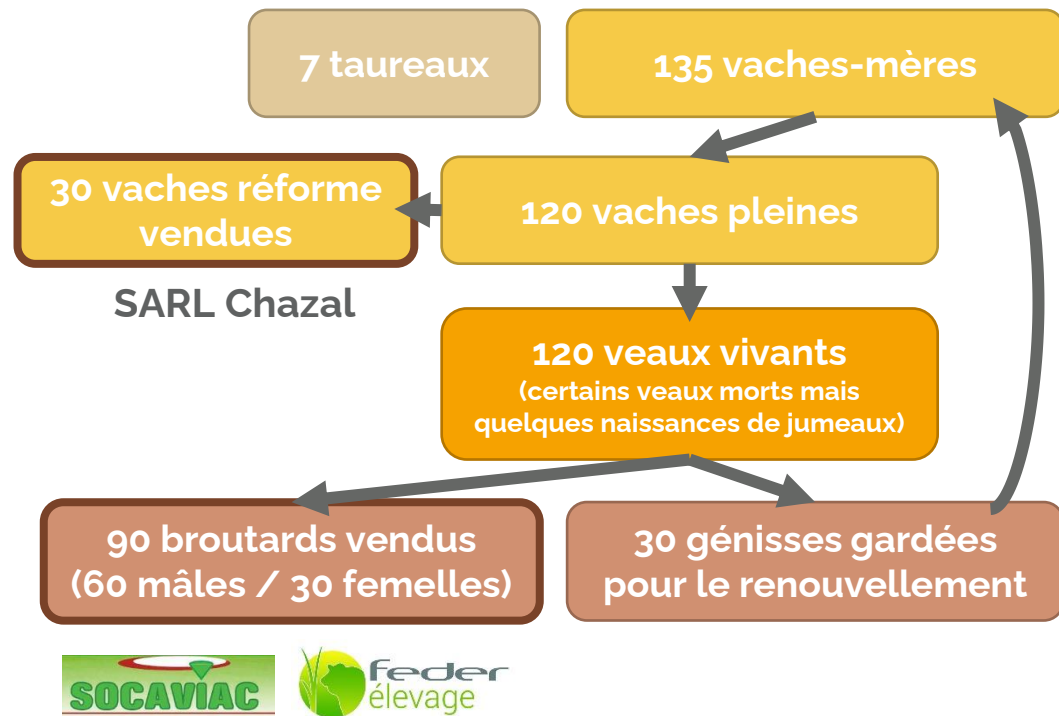 7 taureaux
135 vaches-mères
30 vaches réforme
vendues
120 vaches pleines
SARL Chazal
120 veaux vivants
(certains veaux morts mais
quelques naissances de jumeaux)
90 broutards vendus
(60 mâles / 30 femelles)
30 génisses gardées
pour le renouvellement
SOCAVIAC
feder
élevage